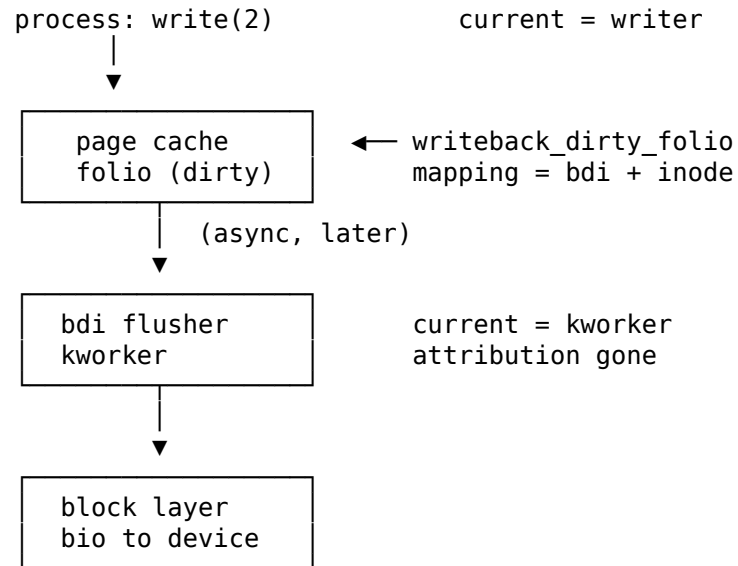 process: write(2) current = writer
page cache writeback_dirty_folio
folio (dirty) mapping = bdi + inode
(async, later)
bdi flusher current = kworker
kworker attribution gone
block layer
bio to device